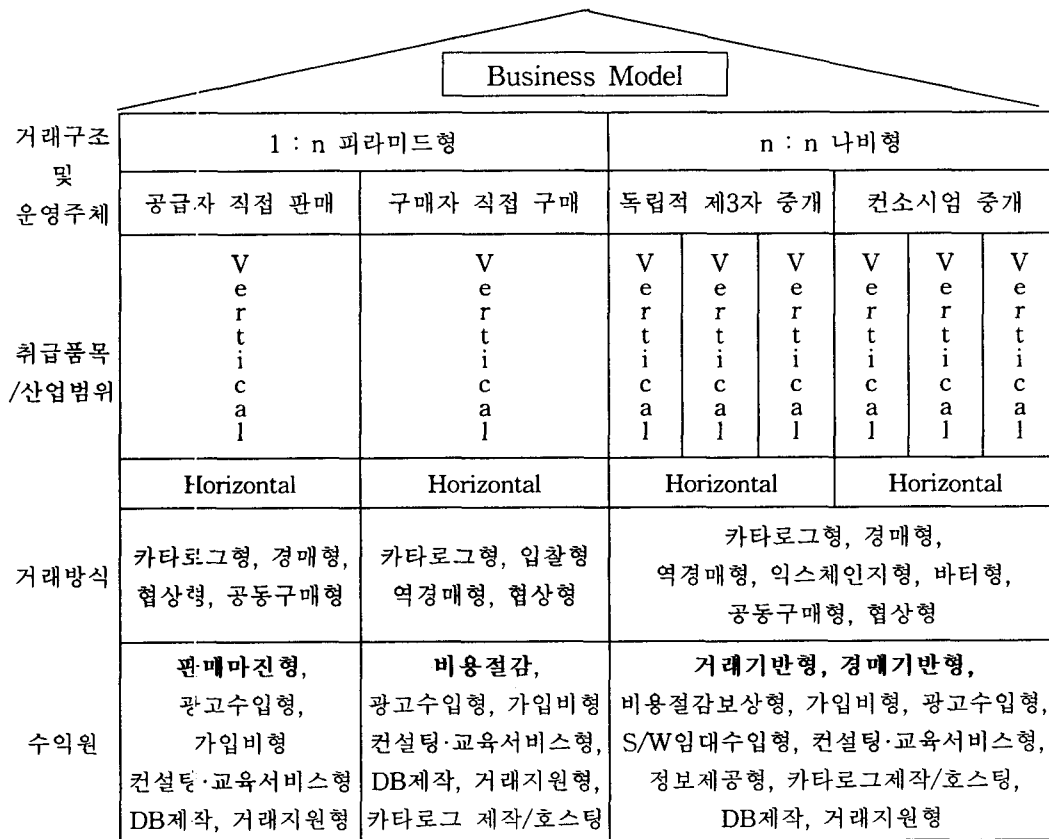 Business Model
거래구조
및
운영주체
1 : n 피라미드형
n : n 나비형
공급자 직접 판매
구매자 직접 구매
독립적 제3자 중개
컨소시엄 중개
취급품목
/산업범위
Vertical
Vertical
Vertical
Vertical
Vertical
Vertical
Vertical
Vertical
Horizontal
Horizontal
Horizontal
Horizontal
거래방식
카타로그형, 경매형,
협상형, 공동구매형
카타로그형, 입찰형
역경매형, 협상형
카타로그형, 경매형,
역경매형, 익스체인지형, 바터형,
공동구매형, 협상형
수익원
판매마진형,
광고수입형,
가입비형
컨설팅·교육서비스형
DB제작, 거래지원형
비용절감,
광고수입형, 가입비형
컨설팅·교육서비스형,
DB제작, 거래지원형,
카타로그 제작/호스팅
거래기반형, 경매기반형,
비용절감보상형, 가입비형, 광고수입형,
S/W임대수입형, 컨설팅·교육서비스형,
정보제공형, 카타로그제작/호스팅,
DB제작, 거래지원형